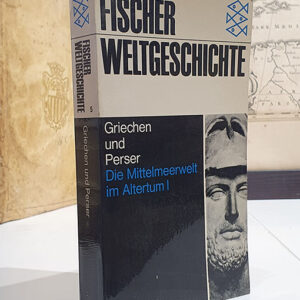 FISCHER
WELTGESCHICHTE
Griechen
und
Perser
Die Mittelmeerwelt
im Altertum I
FISCHER
WELTGESCHICHTE
5
Griechen und Perser